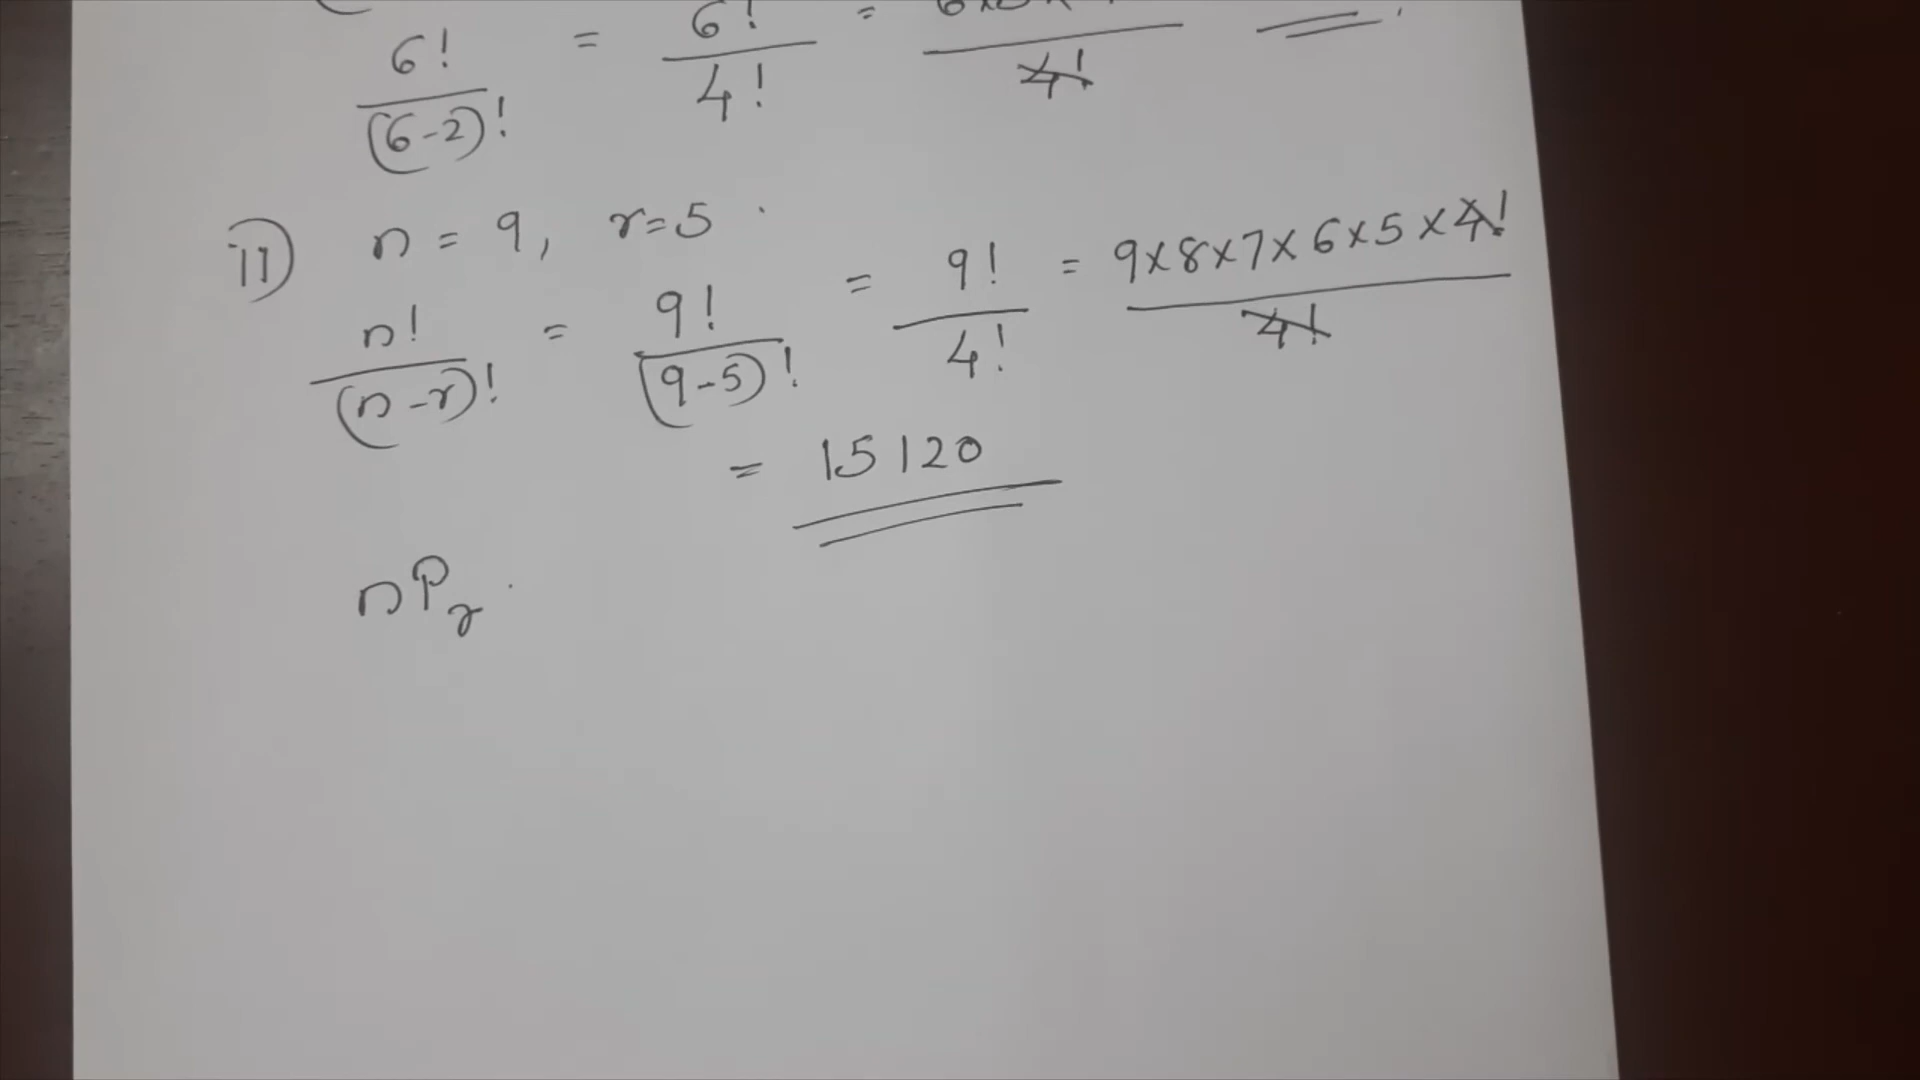 6! / (6-2)! = 6! / 4! = / 4!
ii) n = 9, r=5.
n! / (n-r)! = 9! / (9-5)! = 9! / 4! = 9×8×7×6×5×4! / 4!
= 15120
nPr.